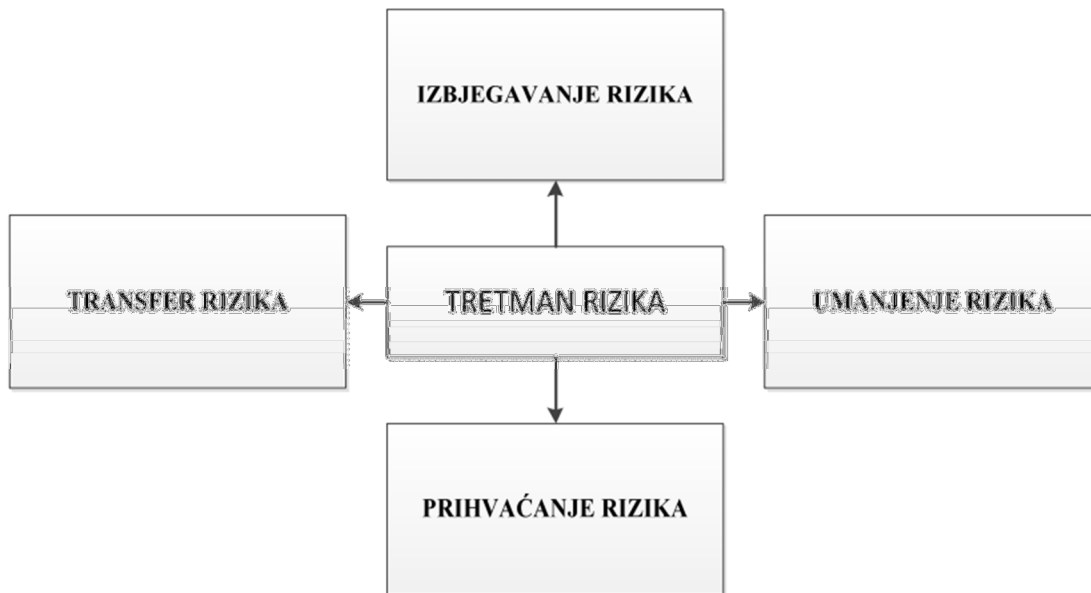 IZBJEGAVANJE RIZIKA
TRANSFER RIZIKA
TRETMAN RIZIKA
UMANJENJE RIZIKA
PRIHVAĆANJE RIZIKA